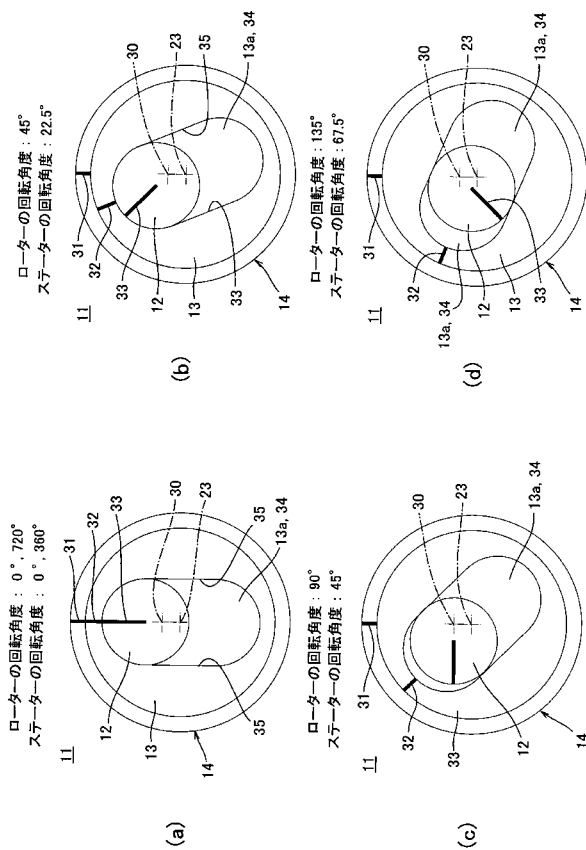 (a)
ローターの回転角度 : 0°, 720°
ステーターの回転角度 : 0°, 360°
11
31
32
33
30
23
13a, 34
35
35
12
13
14
(b)
ローターの回転角度 : 45°
ステーターの回転角度 : 22.5°
11
31
32
33
30
23
35
13a, 34
12
13
33
14
(c)
ローターの回転角度 : 90°
ステーターの回転角度 : 45°
11
31
32
30
23
13a, 34
13
33
12
14
(d)
ローターの回転角度 : 135°
ステーターの回転角度 : 67.5°
11
31
32
30
23
13a, 34
13a, 34
12
13
33
14